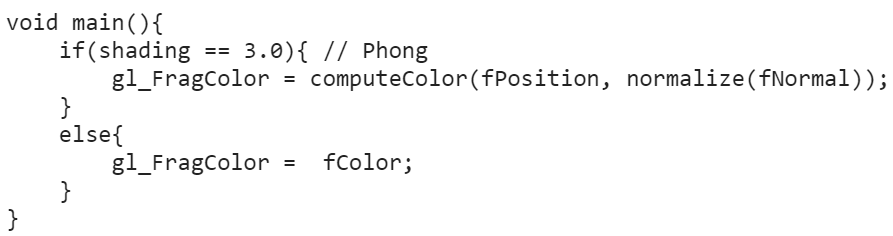 void main(){
    if(shading == 3.0){ // Phong
        gl_FragColor = computeColor(fPosition, normalize(fNormal));
    }
    else{
        gl_FragColor =  fColor;
    }
}